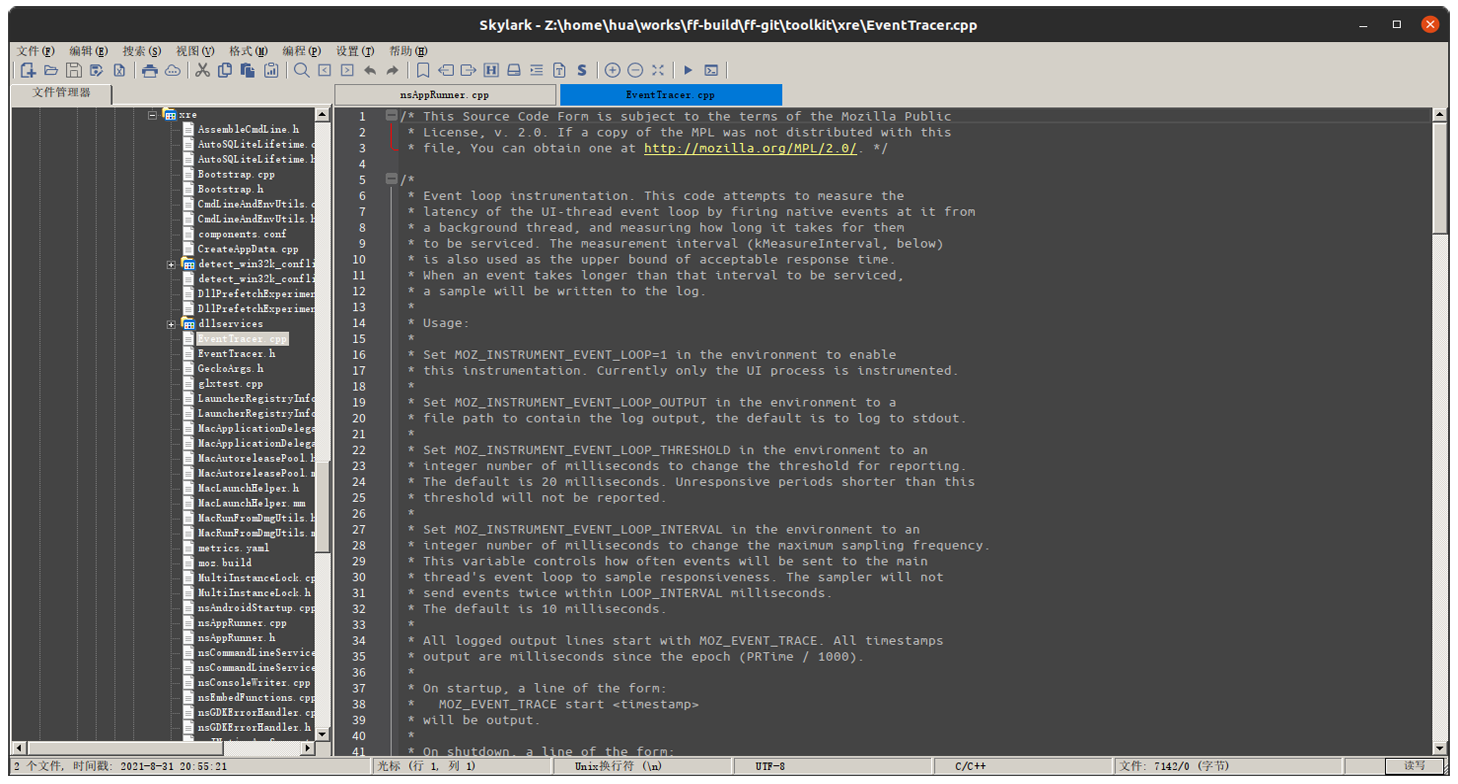 Skylark - Z:\home\hua\works\ff-build\ff-git\toolkit\xre\EventTracer.cpp
文件(F) 编辑(E) 搜索(S) 视图(V) 格式(M) 编程(P) 设置(T) 帮助(H)
文件管理器
nsAppRunner.cpp EventTracer.cpp
xre
AssembleCmdLine.h
AutoSQLiteLifetime.c
AutoSQLiteLifetime.h
Bootstrap.cpp
Bootstrap.h
CmdLineAndEnvUtils.c
CmdLineAndEnvUtils.h
components.conf
CreateAppData.cpp
detect_win32k_confli
detect_win32k_confli
DllPrefetchExperimen
DllPrefetchExperimen
dllservices
EventTracer.cpp
EventTracer.h
GeckoArgs.h
glxtest.cpp
LauncherRegistryInfo
LauncherRegistryInfo
MacApplicationDelega
MacApplicationDelega
MacAutoreleasePool.h
MacAutoreleasePool.m
MacLaunchHelper.h
MacLaunchHelper.mm
MacRunFromDmgUtils.h
MacRunFromDmgUtils.m
metrics.yaml
moz.build
MultiInstanceLock.cp
MultiInstanceLock.h
nsAndroidStartup.cpp
nsAppRunner.cpp
nsAppRunner.h
nsCommandLineService
nsCommandLineService
nsConsoleWriter.cpp
nsEmbedFunctions.cpp
nsGDKErrorHandler.cp
nsGDKErrorHandler.h
1 /* This Source Code Form is subject to the terms of the Mozilla Public
2 * License, v. 2.0. If a copy of the MPL was not distributed with this
3 * file, You can obtain one at http://mozilla.org/MPL/2.0/. */
4
5 /*
6 * Event loop instrumentation. This code attempts to measure the
7 * latency of the UI-thread event loop by firing native events at it from
8 * a background thread, and measuring how long it takes for them
9 * to be serviced. The measurement interval (kMeasureInterval, below)
10 * is also used as the upper bound of acceptable response time.
11 * When an event takes longer than that interval to be serviced,
12 * a sample will be written to the log.
13 *
14 * Usage:
15 *
16 * Set MOZ_INSTRUMENT_EVENT_LOOP=1 in the environment to enable
17 * this instrumentation. Currently only the UI process is instrumented.
18 *
19 * Set MOZ_INSTRUMENT_EVENT_LOOP_OUTPUT in the environment to a
20 * file path to contain the log output, the default is to log to stdout.
21 *
22 * Set MOZ_INSTRUMENT_EVENT_LOOP_THRESHOLD in the environment to an
23 * integer number of milliseconds to change the threshold for reporting.
24 * The default is 20 milliseconds. Unresponsive periods shorter than this
25 * threshold will not be reported.
26 *
27 * Set MOZ_INSTRUMENT_EVENT_LOOP_INTERVAL in the environment to an
28 * integer number of milliseconds to change the maximum sampling frequency.
29 * This variable controls how often events will be sent to the main
30 * thread's event loop to sample responsiveness. The sampler will not
31 * send events twice within LOOP_INTERVAL milliseconds.
32 * The default is 10 milliseconds.
33 *
34 * All logged output lines start with MOZ_EVENT_TRACE. All timestamps
35 * output are milliseconds since the epoch (PRTime / 1000).
36 *
37 * On startup, a line of the form:
38 * MOZ_EVENT_TRACE start <timestamp>
39 * will be output.
40 *
41 * On shutdown, a line of the form:
2 个文件, 时间戳: 2021-8-31 20:55:21 光标 (行 1, 列 1) Unix换行符 (\n) UTF-8 C/C++ 文件: 7142/0 (字节) 读写